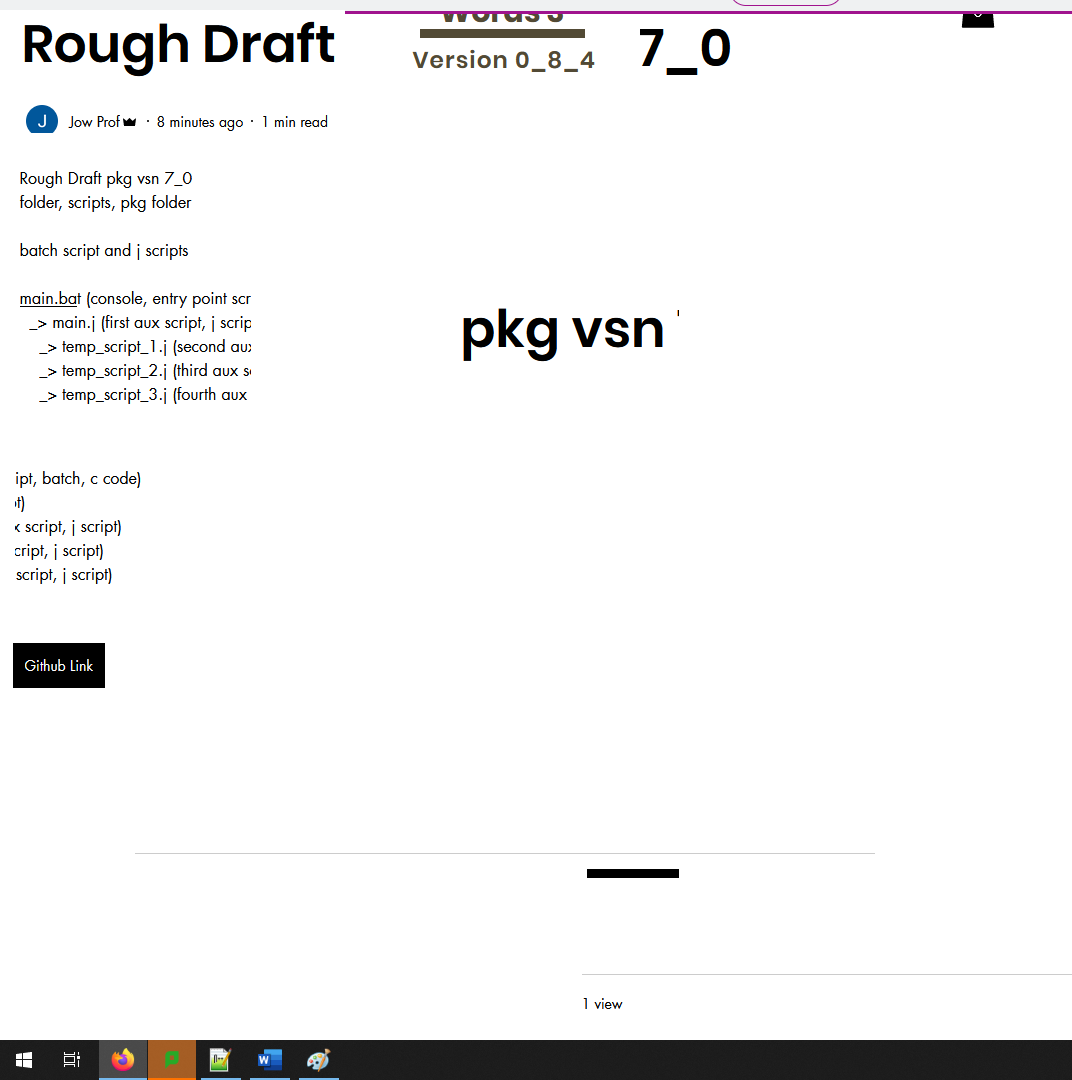 Words 3
Rough Draft
Version 0_8_4
7_0
J
Jow Prof · 8 minutes ago · 1 min read
Rough Draft pkg vsn 7_0
folder, scripts, pkg folder
batch script and j scripts
main.bat (console, entry point scr
_> main.j (first aux script, j scrip
_> temp_script_1.j (second aux
_> temp_script_2.j (third aux s
_> temp_script_3.j (fourth aux
pkg vsn
ipt, batch, c code)
t)
x script, j script)
cript, j script)
script, j script)
Github Link
1 view